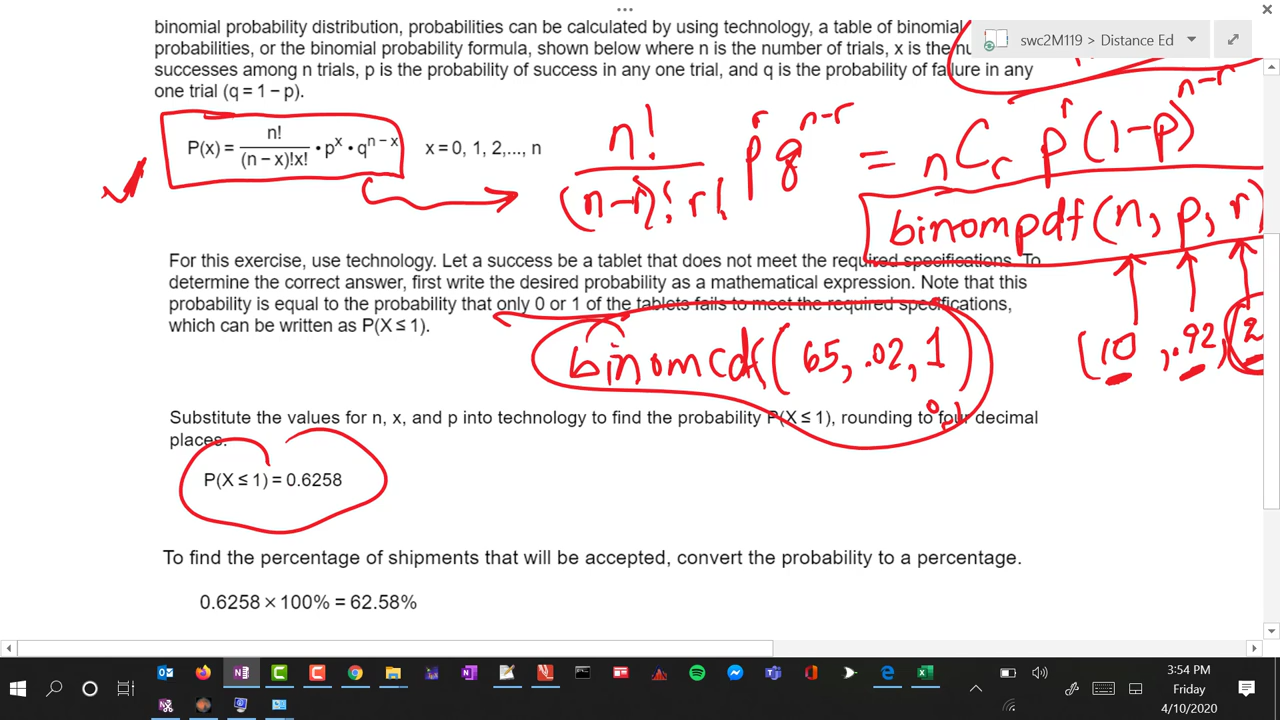 binomial probability distribution, probabilities can be calculated by using technology, a table of binomial
probabilities, or the binomial probability formula, shown below where n is the number of trials, x is the
successes among n trials, p is the probability of success in any one trial, and q is the probability of failure in any
one trial (q = 1 − p).
swc2M119 > Distance Ed
P(x) = n!/(n − x)!x! • p^x • q^(n − x) x = 0, 1, 2,..., n
n!/(n-r)! r! p^r q^(n-r) = nCr p^r (1-p)^(n-r)
binompdf(n, p, r)
For this exercise, use technology. Let a success be a tablet that does not meet the required specifications. To
determine the correct answer, first write the desired probability as a mathematical expression. Note that this
probability is equal to the probability that only 0 or 1 of the tablets fails to meet the required specifications,
which can be written as P(X ≤ 1).
(10, .92, 2
binomcdf(65, .02, 1)
0,1
Substitute the values for n, x, and p into technology to find the probability P(X ≤ 1), rounding to four decimal
places.
P(X ≤ 1) = 0.6258
To find the percentage of shipments that will be accepted, convert the probability to a percentage.
0.6258 × 100% = 62.58%
3:54 PM
Friday
4/10/2020